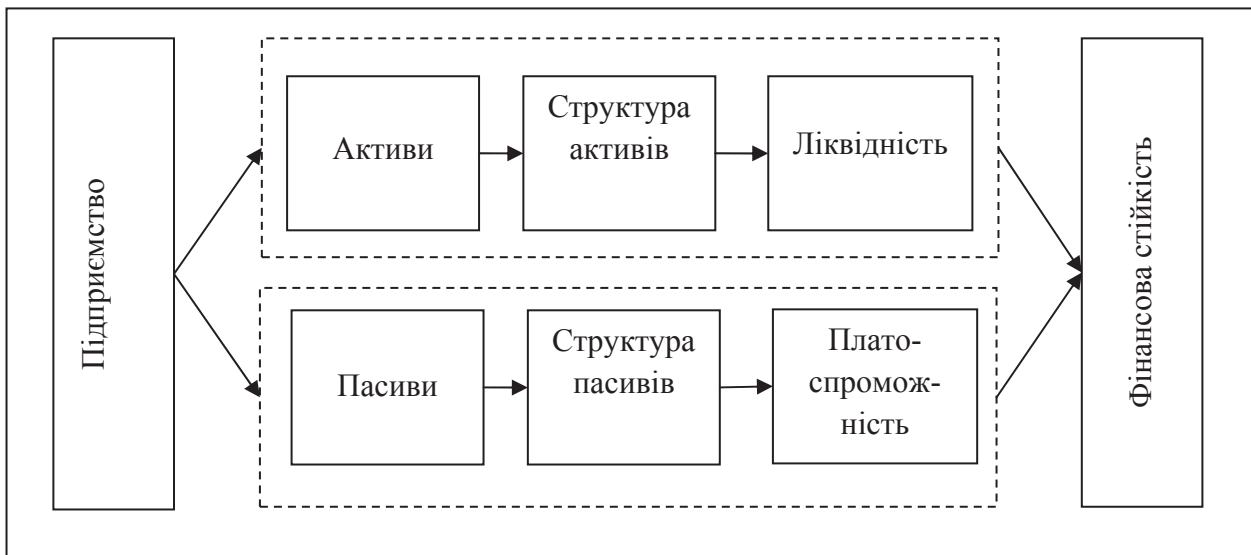 Підприємство
Активи
Структура
активів
Ліквідність
Пасиви
Структура
пасивів
Плато-
спромож-
ність
Фінансова стійкість